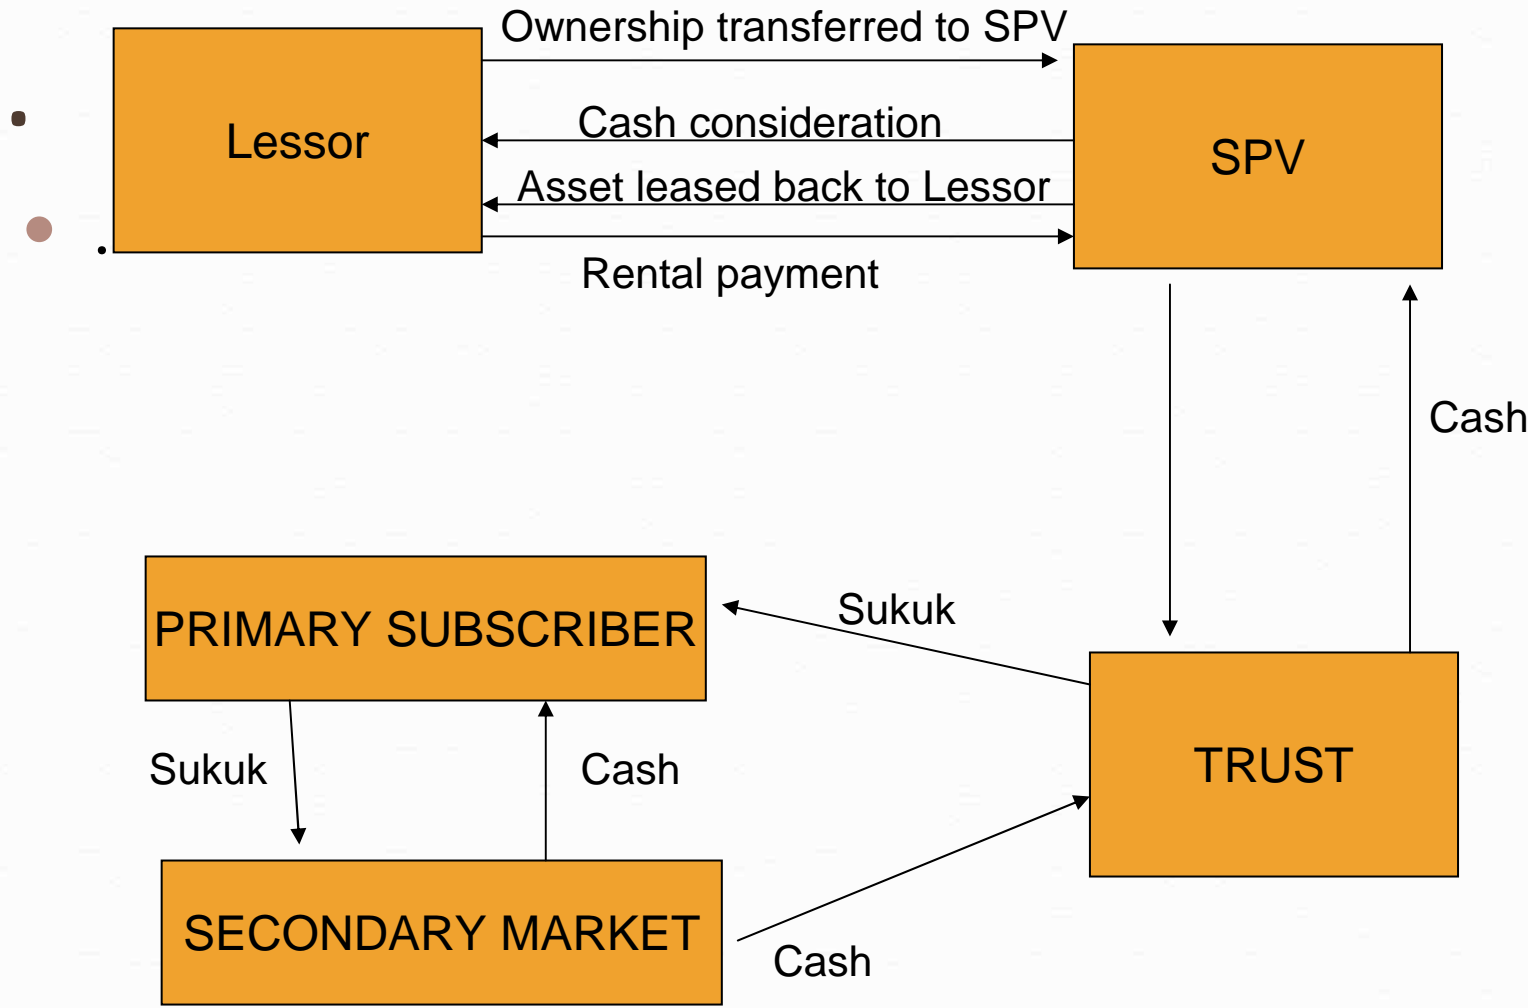 Ownership transferred to SPV
Lessor
Cash consideration
SPV
Asset leased back to Lessor
Rental payment
Cash
Sukuk
PRIMARY SUBSCRIBER
Sukuk
Cash
TRUST
SECONDARY MARKET
Cash